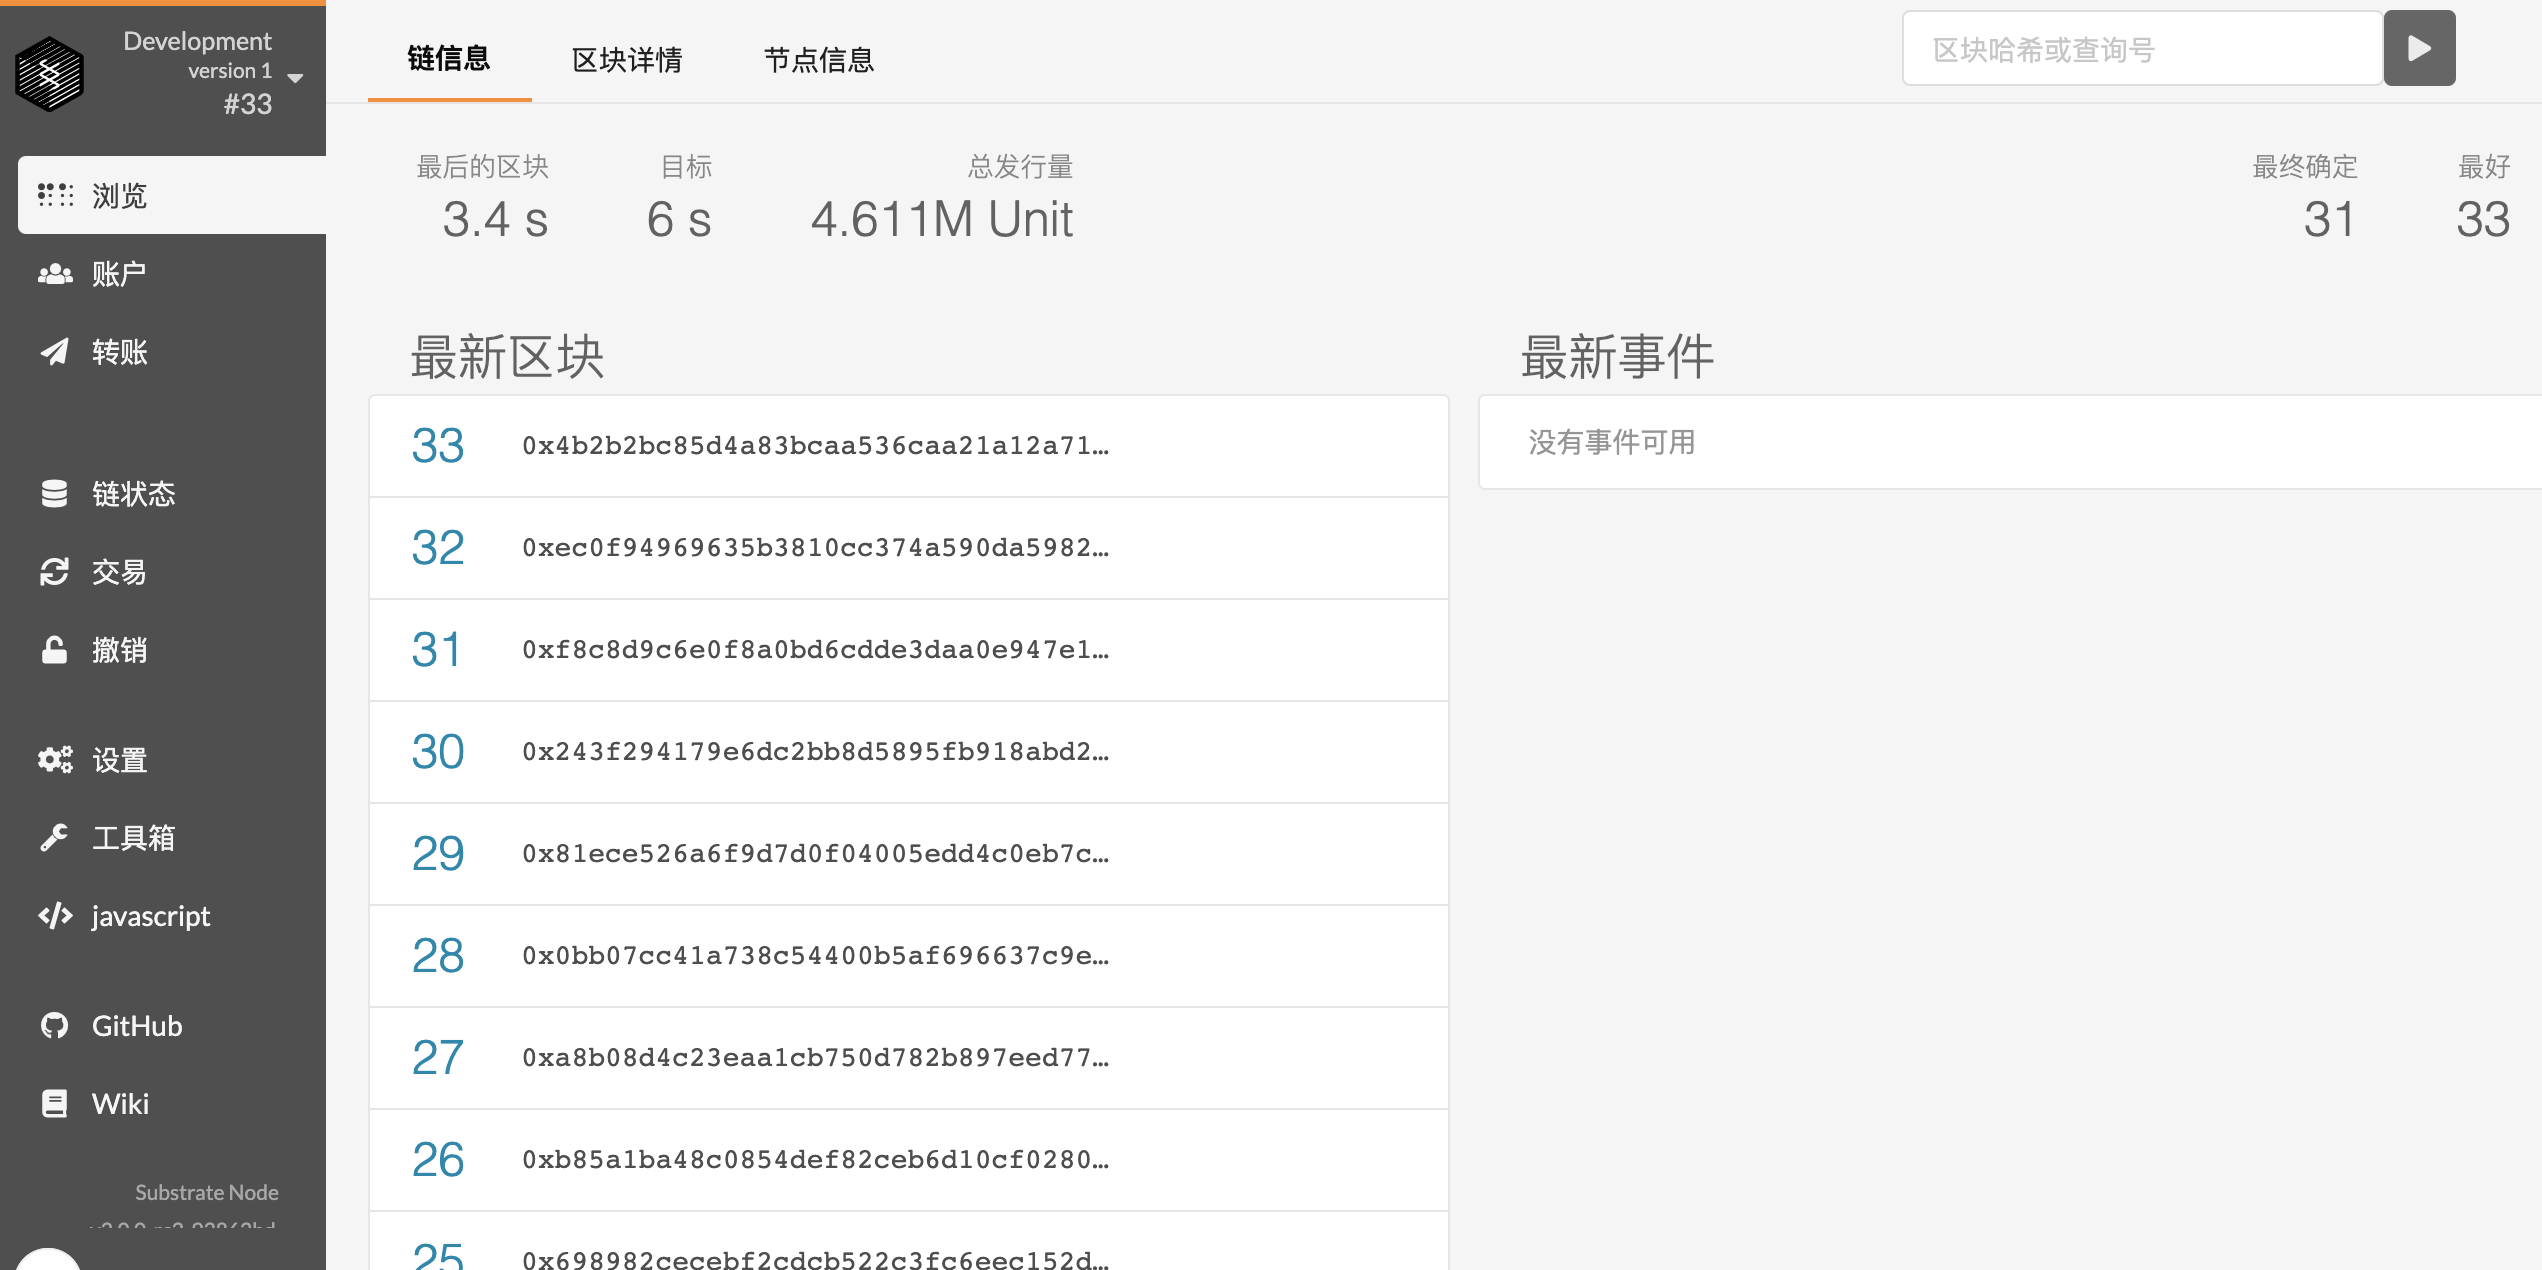 Development
version 1
#33
浏览
账户
转账
链状态
交易
撤销
设置
工具箱
javascript
GitHub
Wiki
Substrate Node
链信息
区块详情
节点信息
区块哈希或查询号
最后的区块
3.4 s
目标
6 s
总发行量
4.611M Unit
最终确定
31
最好
33
最新区块
33 0x4b2b2bc85d4a83bcaa536caa21a12a71…
32 0xec0f94969635b3810cc374a590da5982…
31 0xf8c8d9c6e0f8a0bd6cdde3daa0e947e1…
30 0x243f294179e6dc2bb8d5895fb918abd2…
29 0x81ece526a6f9d7d0f04005edd4c0eb7c…
28 0x0bb07cc41a738c54400b5af696637c9e…
27 0xa8b08d4c23eaa1cb750d782b897eed77…
26 0xb85a1ba48c0854def82ceb6d10cf0280…
25 0x698982cecebf2cdcb522c3fc6eec152d…
最新事件
没有事件可用